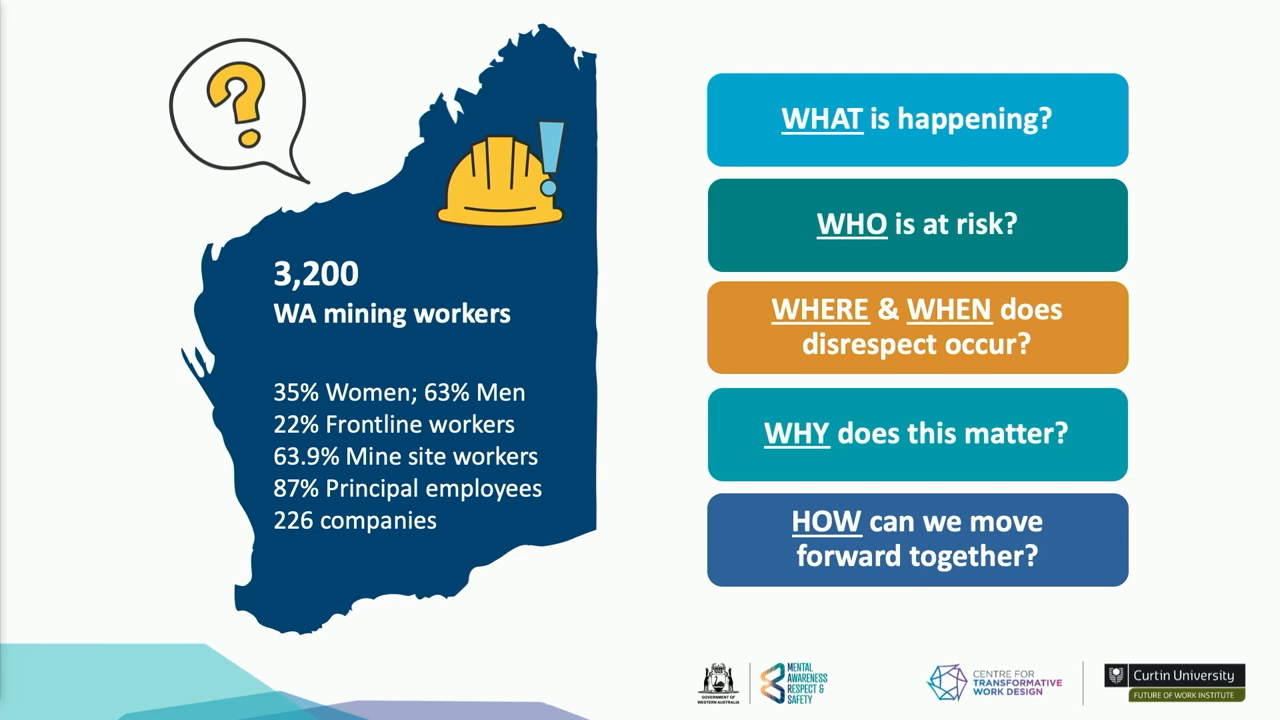 3,200
WA mining workers
35% Women; 63% Men
22% Frontline workers
63.9% Mine site workers
87% Principal employees
226 companies
WHAT is happening?
WHO is at risk?
WHERE & WHEN does
disrespect occur?
WHY does this matter?
HOW can we move
forward together?
GOVERNMENT OF
WESTERN AUSTRALIA
MENTAL
AWARENESS
RESPECT &
SAFETY
CENTRE FOR
TRANSFORMATIVE
WORK DESIGN
Curtin University
FUTURE OF WORK INSTITUTE